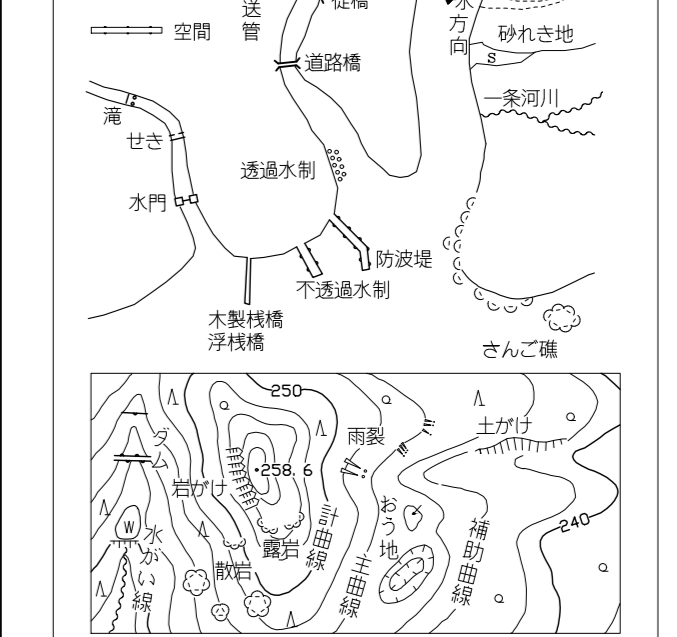 送管
従橋
水方向
空間
道路橋
砂れき地
S
一条河川
滝
せき
透過水制
水門
防波堤
不透過水制
木製桟橋
浮桟橋
さんご礁
250
雨裂
土がけ
ダム
258.6
岩がけ
計曲線
おう地
補助曲線
240
W
水がい線
露岩
散岩
主曲線